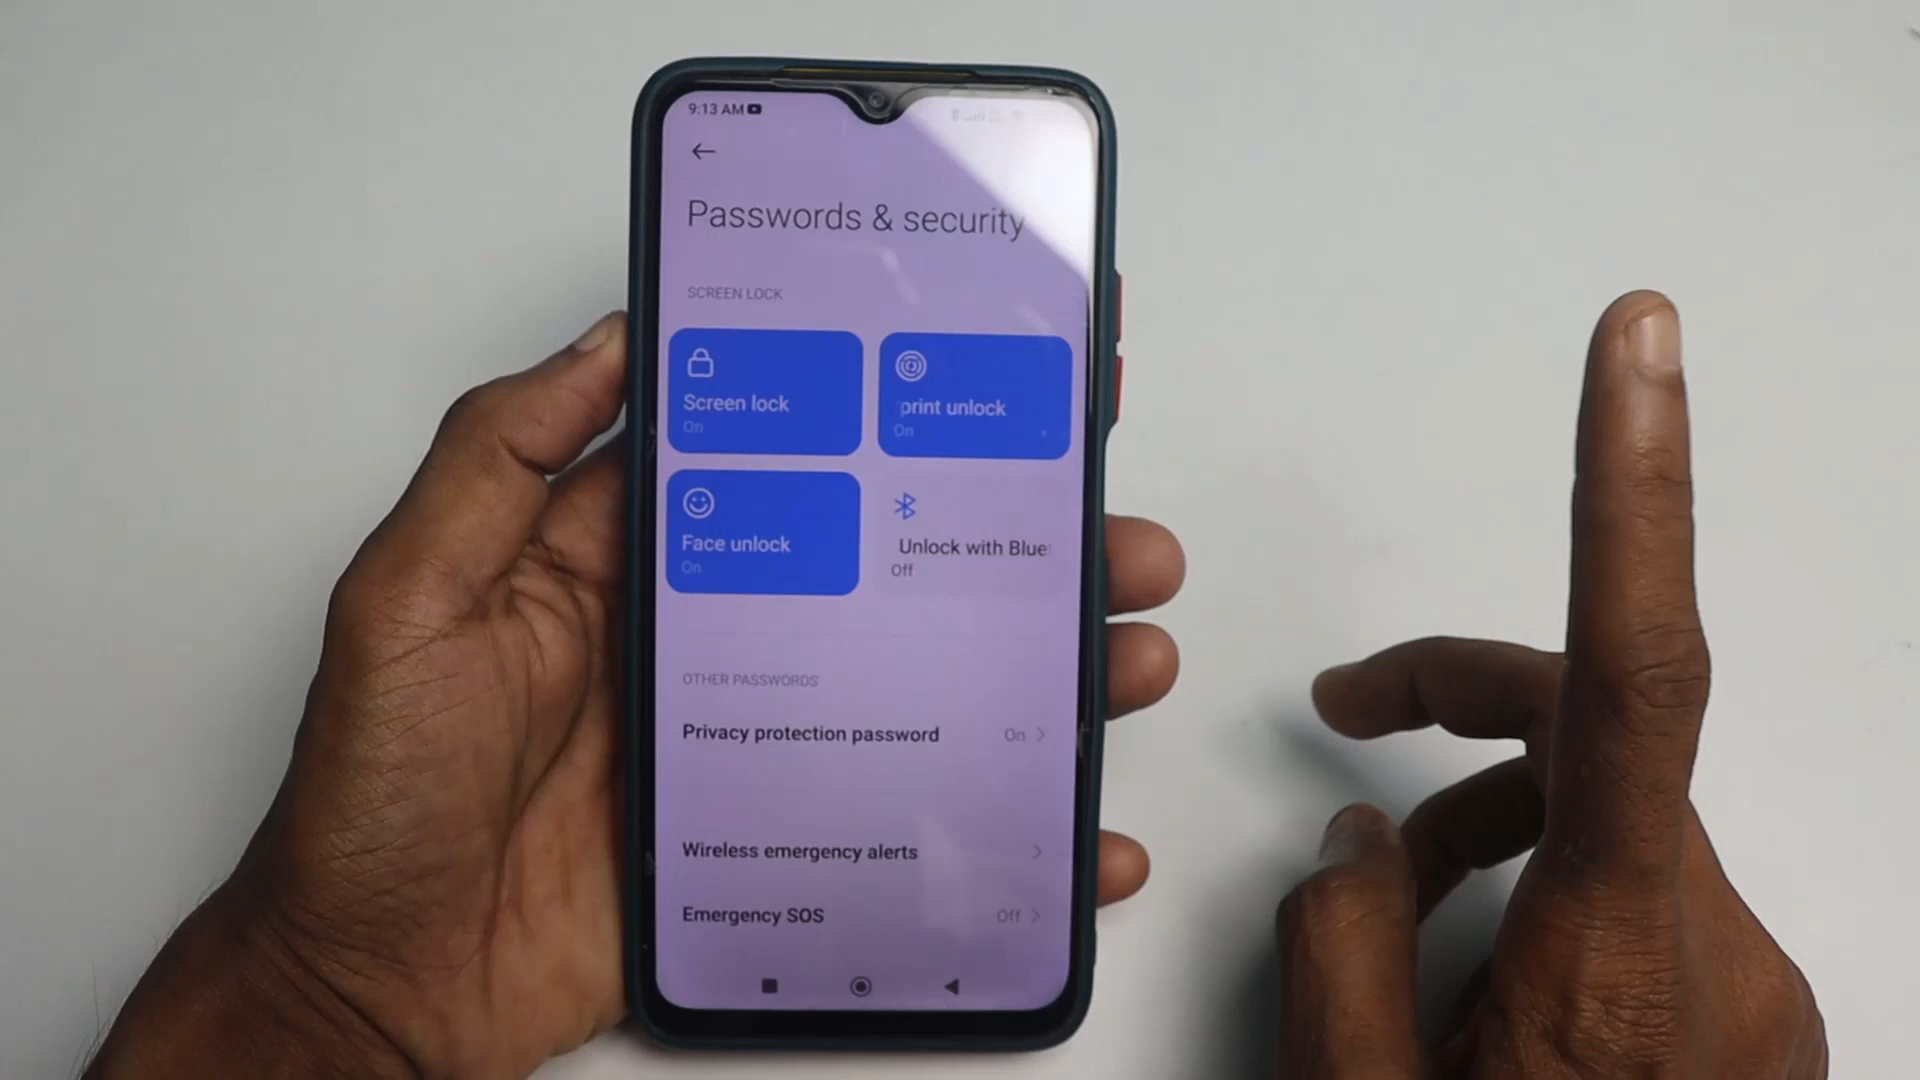 9:13 AM
Passwords & security
SCREEN LOCK
Screen lock
On
print unlock
On
Face unlock
On
Unlock with Blue
Off
OTHER PASSWORDS
Privacy protection password On
Wireless emergency alerts
Emergency SOS Off